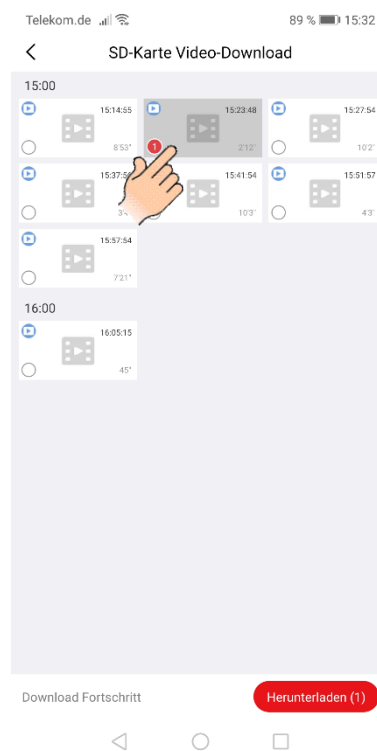 Telekom.de 89 % 15:32
SD-Karte Video-Download
15:00
15:14:55 15:23:48 15:27:54
8'53" 1 2'12" 10'2"
15:41:54 15:51:57
10'3" 4'3"
15:57:54
7'21"
16:00
16:05:15
45"
Download Fortschritt Herunterladen (1)